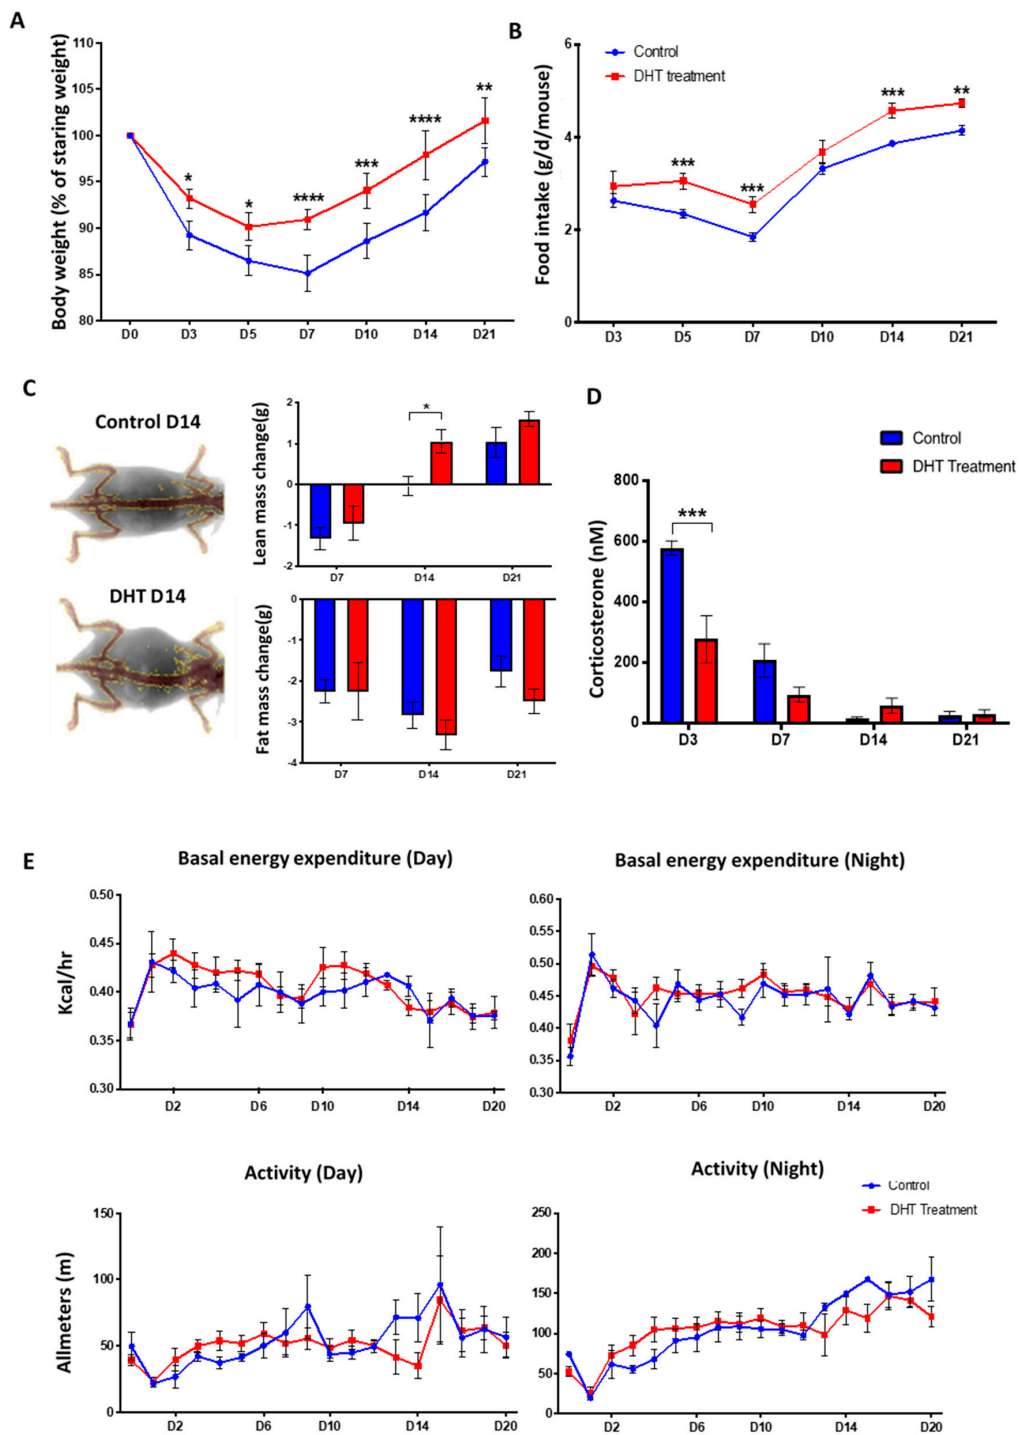 A
Body weight (% of staring weight)
110
105
100
95
90
85
80
*
*
****
***
****
**
D0 D3 D5 D7 D10 D14 D21
B
Control
DHT treatment
Food intake (g/d/mouse)
6
4
2
0
***
***
***
**
D3 D5 D7 D10 D14 D21
C
Control D14
DHT D14
Lean mass change(g)
2
1
0
-1
-2
*
D7 D14 D21
Fat mass change(g)
0
-1
-2
-3
-4
D7 D14 D21
D
Control
DHT Treatment
Corticosterone (nM)
800
600
400
200
0
***
D3 D7 D14 D21
E
Basal energy expenditure (Day)
Kcal/hr
0.50
0.45
0.40
0.35
0.30
D2 D6 D10 D14 D20
Basal energy expenditure (Night)
0.60
0.55
0.50
0.45
0.40
0.35
0.30
D2 D6 D10 D14 D20
Activity (Day)
Allmeters (m)
150
100
50
0
D2 D6 D10 D14 D20
Activity (Night)
Control
DHT Treatment
250
200
150
100
50
0
D2 D6 D10 D14 D20